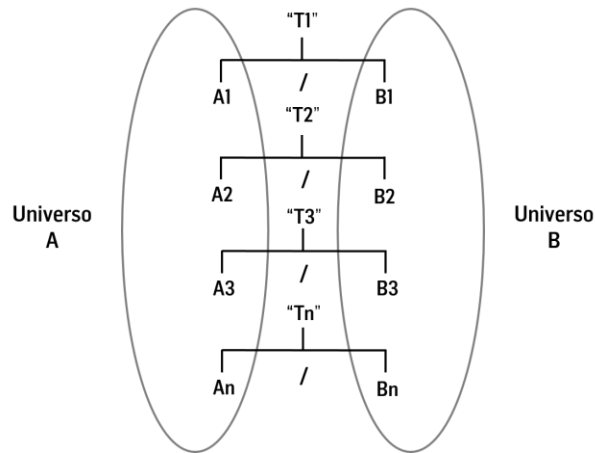 “T1”
A1 / B1
“T2”
A2 / B2
Universo
A
Universo
B
“T3”
A3 / B3
“Tn”
An / Bn